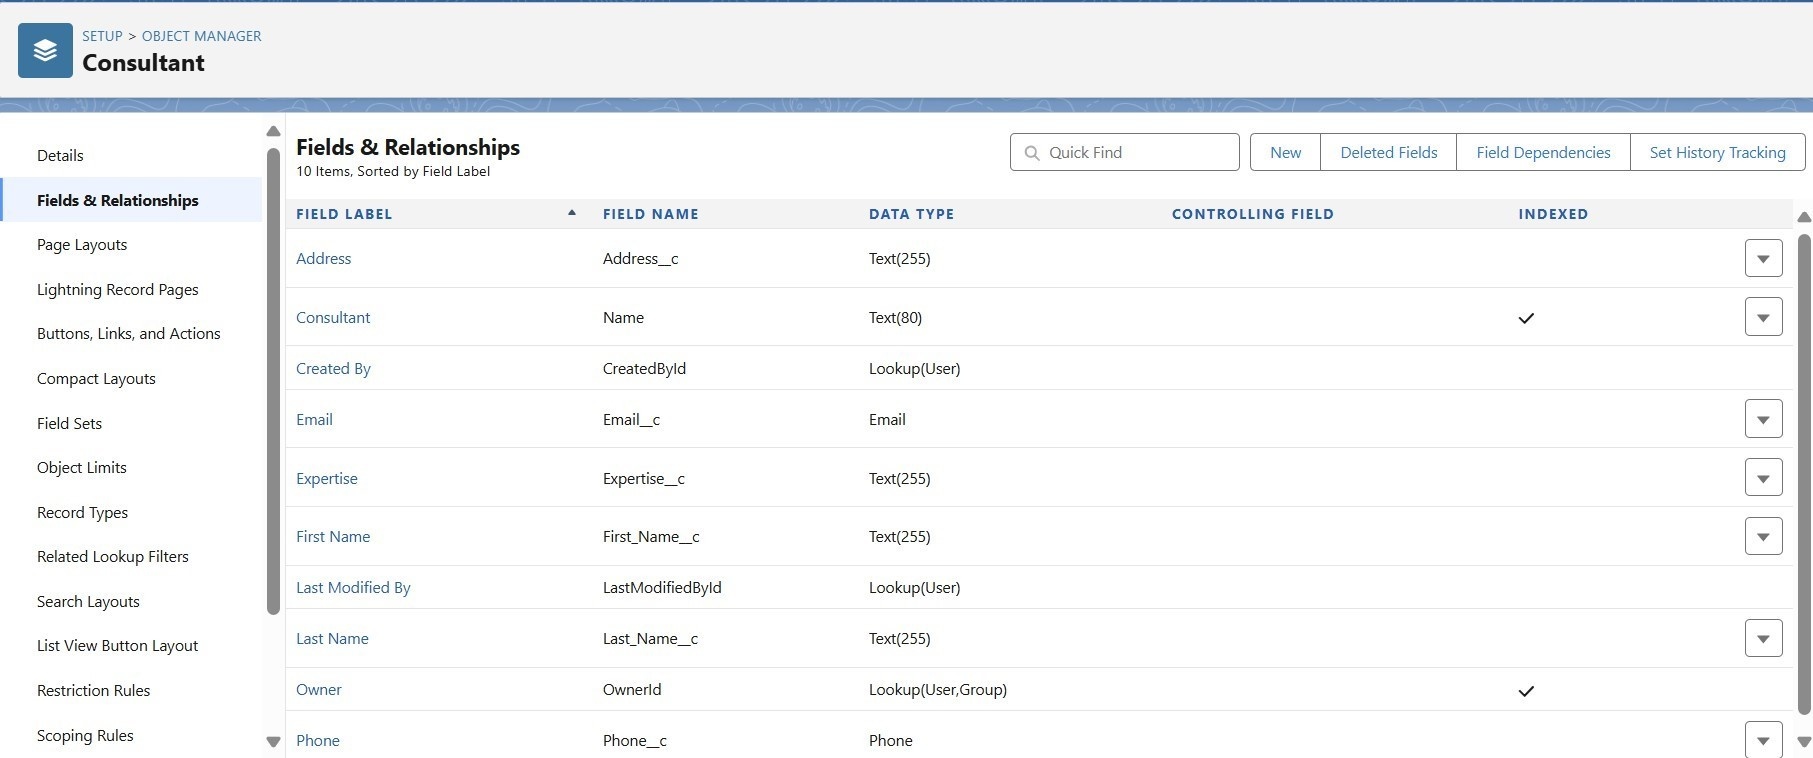 SETUP > OBJECT MANAGER
Consultant
Details
Fields & Relationships
Page Layouts
Lightning Record Pages
Buttons, Links, and Actions
Compact Layouts
Field Sets
Object Limits
Record Types
Related Lookup Filters
Search Layouts
List View Button Layout
Restriction Rules
Scoping Rules
Fields & Relationships
10 Items, Sorted by Field Label
Quick Find
New Deleted Fields Field Dependencies Set History Tracking
FIELD LABEL FIELD NAME DATA TYPE CONTROLLING FIELD INDEXED
Address Address__c Text(255)
Consultant Name Text(80)
Created By CreatedById Lookup(User)
Email Email__c Email
Expertise Expertise__c Text(255)
First Name First_Name__c Text(255)
Last Modified By LastModifiedById Lookup(User)
Last Name Last_Name__c Text(255)
Owner OwnerId Lookup(User,Group)
Phone Phone__c Phone